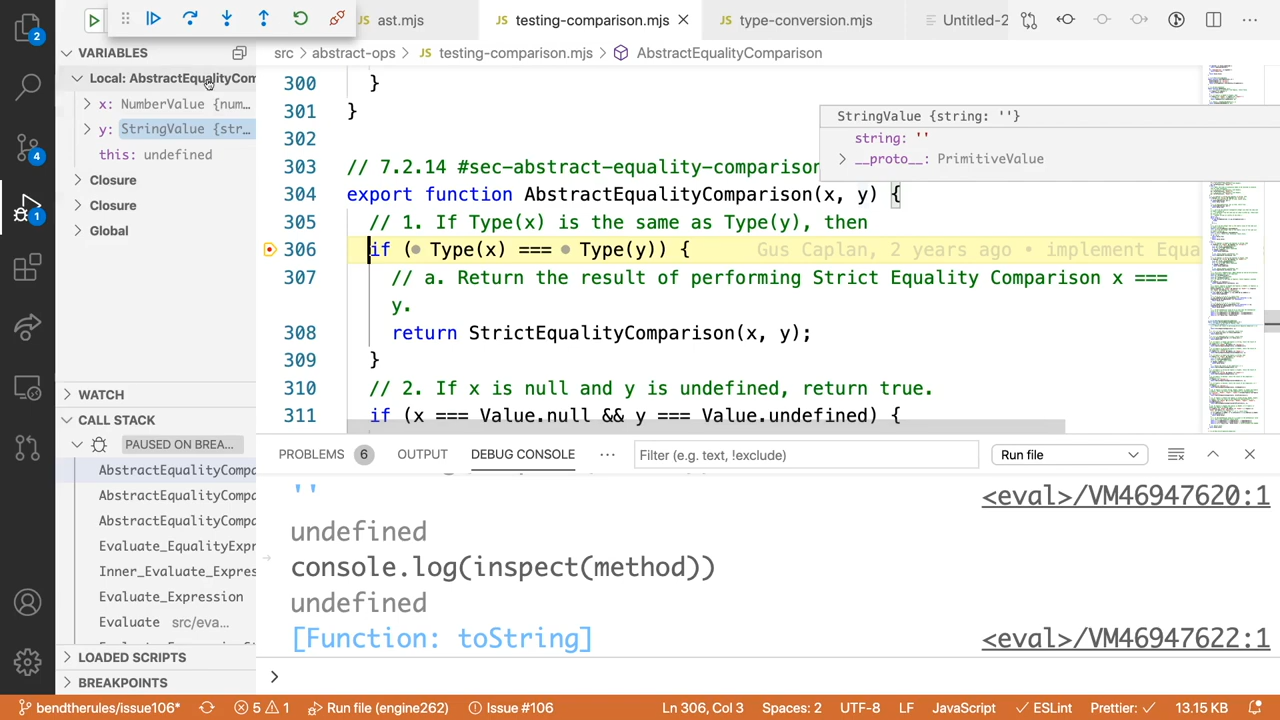 ast.mjs
testing-comparison.mjs
type-conversion.mjs
Untitled-2
2
VARIABLES
src > abstract-ops > JS testing-comparison.mjs > AbstractEqualityComparison
Local: AbstractEqualityCom
x: NumberValue {num…
y: StringValue {str…
this: undefined
Closure
Closure
Global
4
1
300 }
301 }
302
303 // 7.2.14 #sec-abstract-equality-comparison
304 export function AbstractEqualityComparison(x, y) {
305 // 1. If Type(x) is the same as Type(y), then
306 if ( Type(x) === Type(y)) {
307 // a. Return the result of performing Strict Equality Comparison x ===
y.
308 return StrictEqualityComparison(x, y);
309 }
310 // 2. If x is null and y is undefined, return true.
311 if (x === Value.null && y === Value.undefined) {
StringValue {string: ''}
string: ''
__proto__: PrimitiveValue
WATCH
CALL STACK
PAUSED ON BREA…
AbstractEqualityCompa
AbstractEqualityCompa
AbstractEqualityCompa
Evaluate_EqualityExpr
Inner_Evaluate_Expres
Evaluate_Expression
Evaluate src/eva…
LOADED SCRIPTS
BREAKPOINTS
PROBLEMS 6 OUTPUT DEBUG CONSOLE ··· Filter (e.g. text, !exclude) Run file
'' <eval>/VM46947620:1
undefined
console.log(inspect(method))
undefined
[Function: toString] <eval>/VM46947622:1
>
bendtherules/issue106* 5 1 Run file (engine262) Issue #106 Ln 306, Col 3 Spaces: 2 UTF-8 LF JavaScript ESLint Prettier: ✓ 13.15 KB